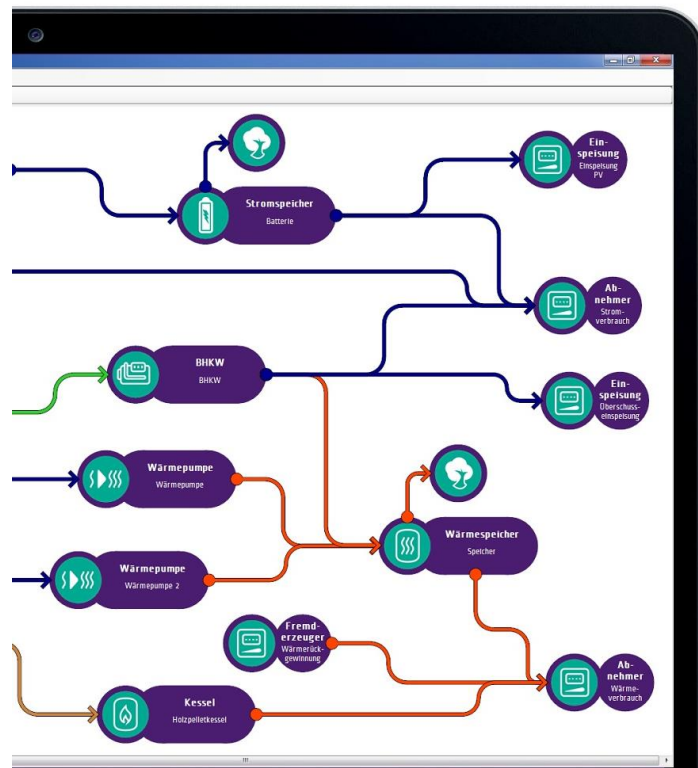 Ein-
speisung
Einspeisung
PV
Stromspeicher
Batterie
Ab-
nehmer
Strom-
verbrauch
BHKW
BHKW
Ein-
speisung
Überschuss-
einspeisung
Wärmepumpe
Wärmepumpe
Wärmespeicher
Speicher
Wärmepumpe
Wärmepumpe 2
Fremd-
erzeuger
Wärmerück-
gewinnung
Ab-
nehmer
Wärme-
verbrauch
Kessel
Holzpelletkessel